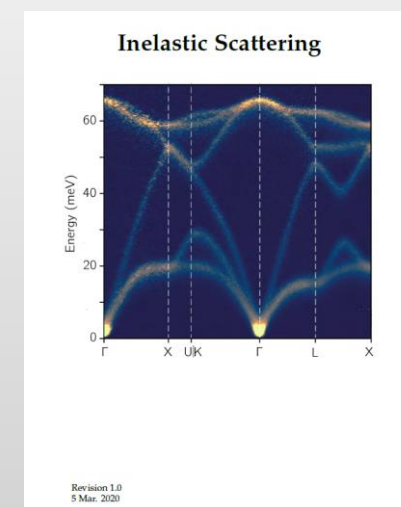 Inelastic Scattering
60
40
20
0
Energy (meV)
Γ X U|K Γ L X
Revision 1.0
5 Mar. 2020